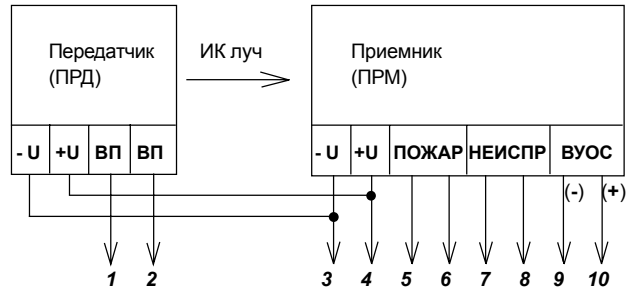 Передатчик
(ПРД)
ИК луч
Приемник
(ПРМ)
- U +U ВП ВП
- U +U ПОЖАР НЕИСПР ВУОС
(-) (+)
1 2 3 4 5 6 7 8 9 10